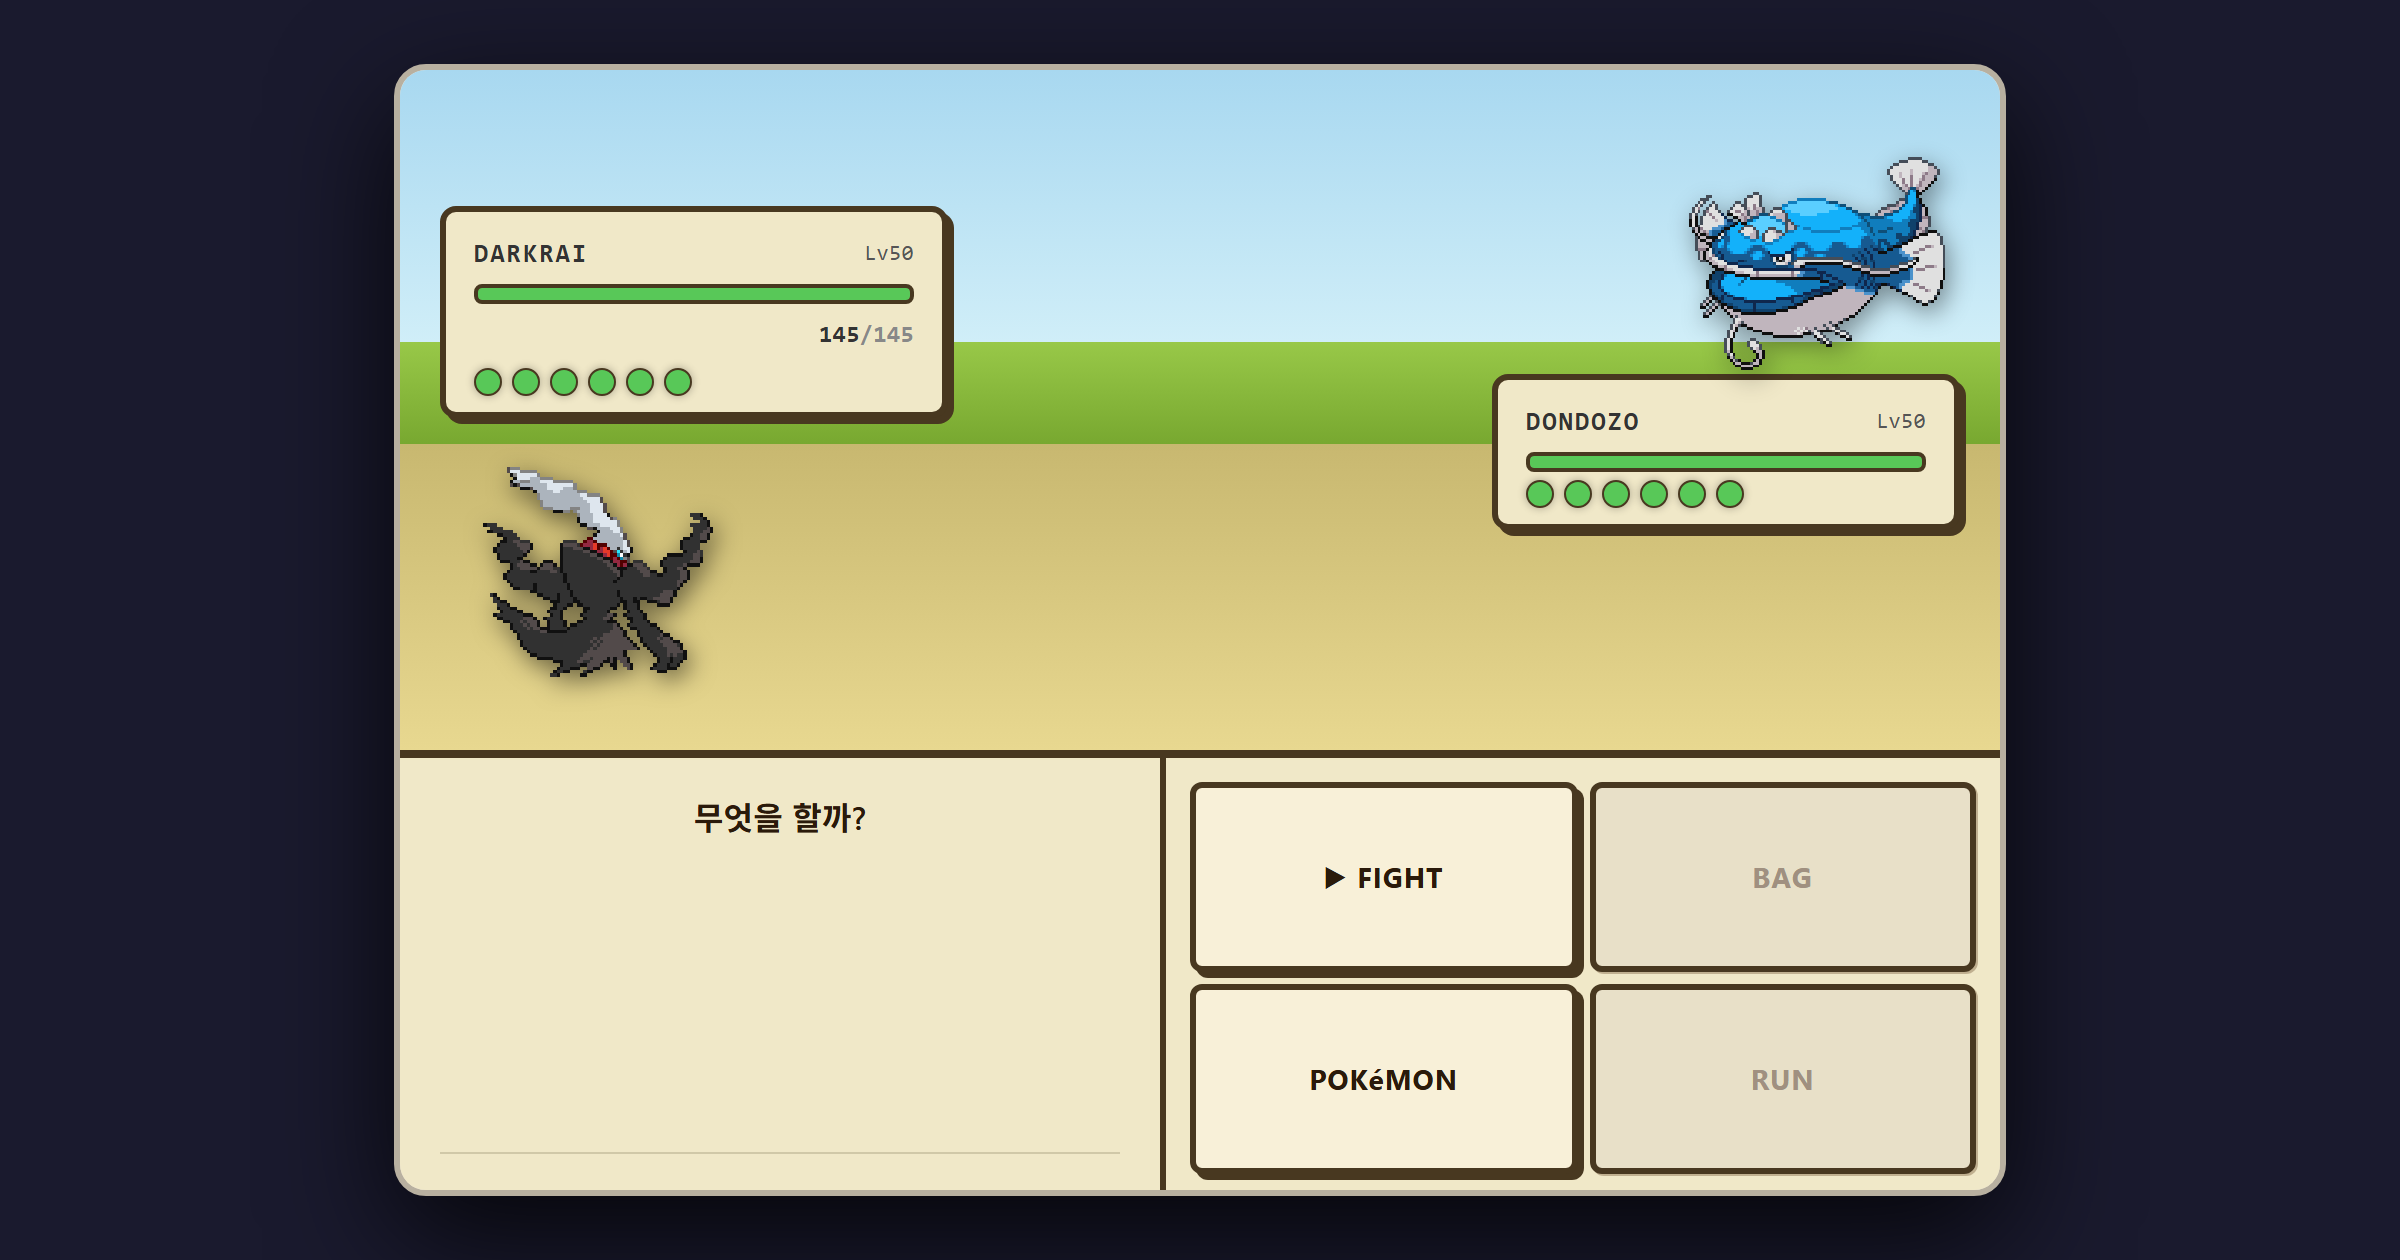 DARKRAI Lv50
145/145
DONDOZO Lv50
무엇을 할까?
▶ FIGHT
BAG
POKéMON
RUN